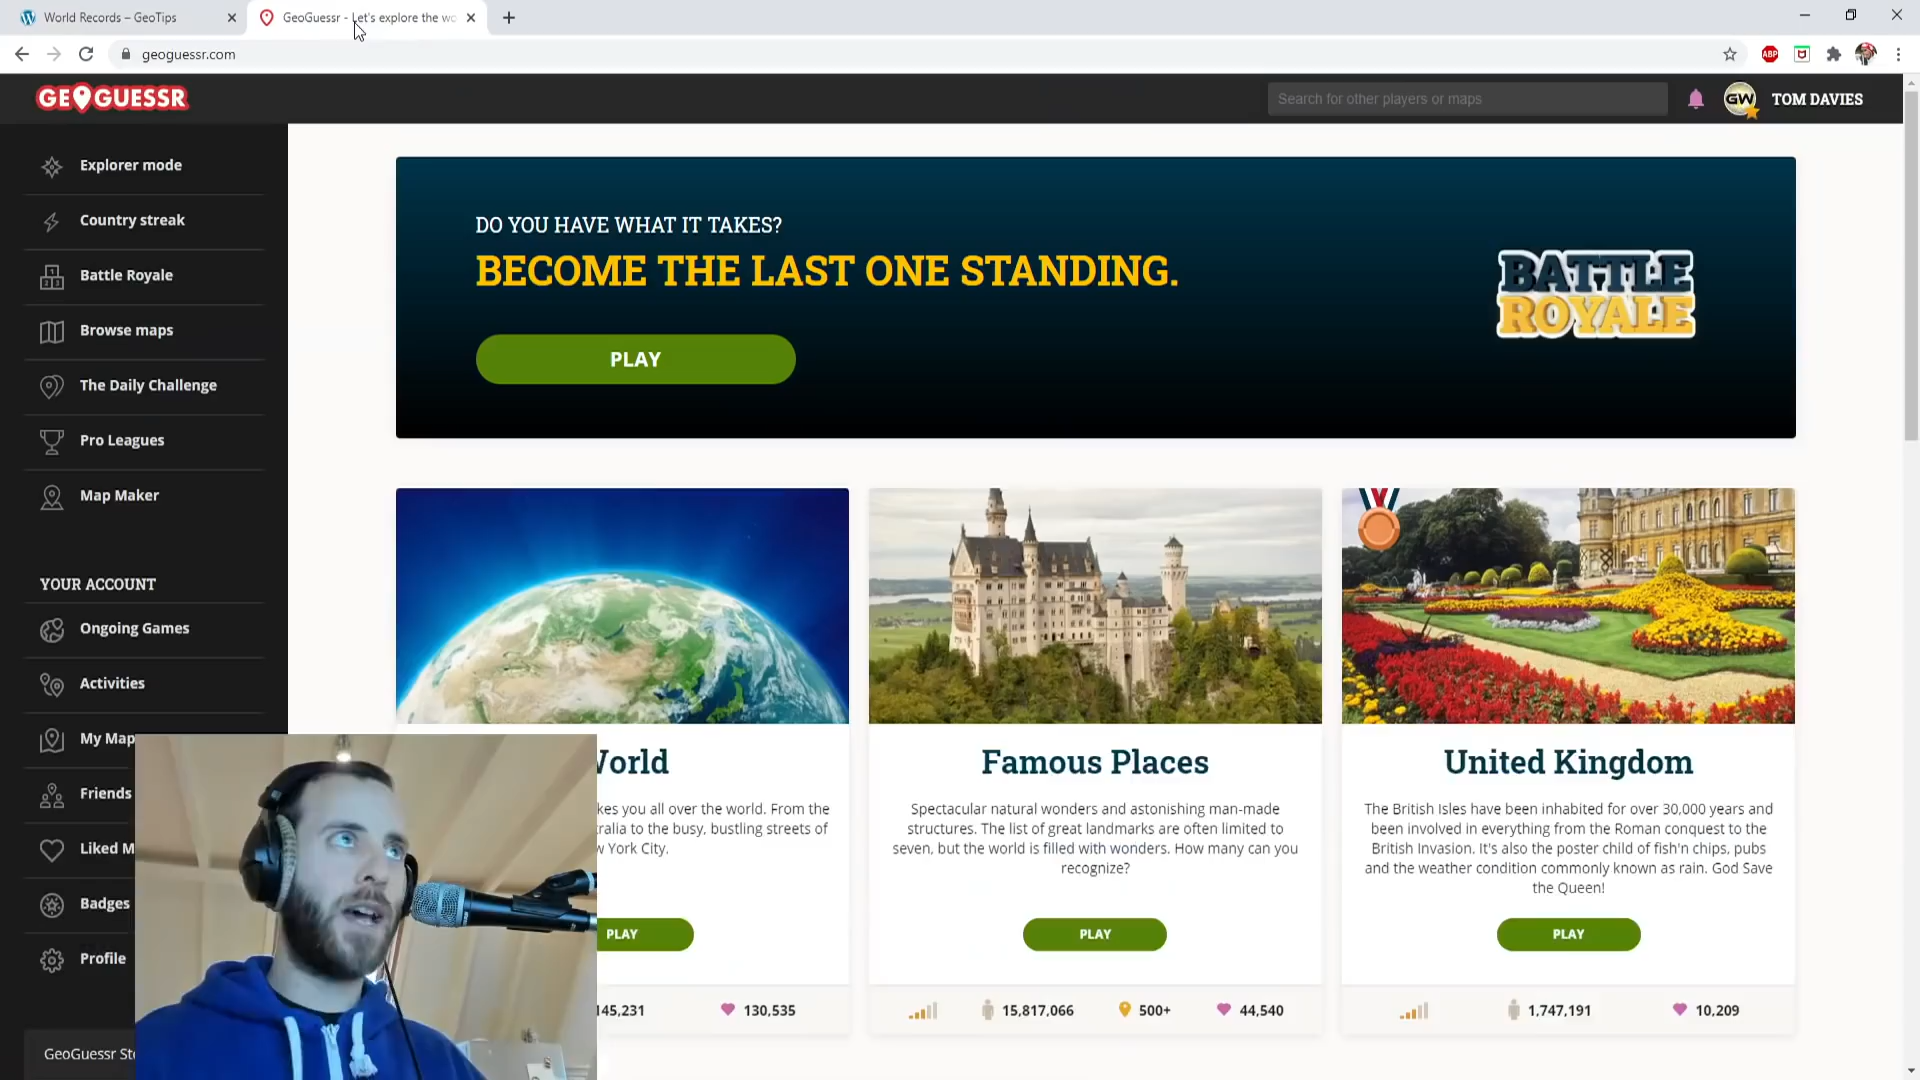 World Records – GeoTips
GeoGuessr - Let's explore the wo
geoguessr.com
ABP
GEOGUESSR
Search for other players or maps
GW
TOM DAVIES
Explorer mode
Country streak
Battle Royale
Browse maps
The Daily Challenge
Pro Leagues
Map Maker
YOUR ACCOUNT
Ongoing Games
Activities
My Map
Friends
Liked M
Badges
Profile
GeoGuessr Sto
DO YOU HAVE WHAT IT TAKES?
BECOME THE LAST ONE STANDING.
PLAY
BATTLE
ROYALE
World
kes you all over the world. From the
tralia to the busy, bustling streets of
w York City.
PLAY
145,231
130,535
Famous Places
Spectacular natural wonders and astonishing man-made
structures. The list of great landmarks are often limited to
seven, but the world is filled with wonders. How many can you
recognize?
PLAY
15,817,066
500+
44,540
United Kingdom
The British Isles have been inhabited for over 30,000 years and
been involved in everything from the Roman conquest to the
British Invasion. It's also the poster child of fish'n chips, pubs
and the weather condition commonly known as rain. God Save
the Queen!
PLAY
1,747,191
10,209